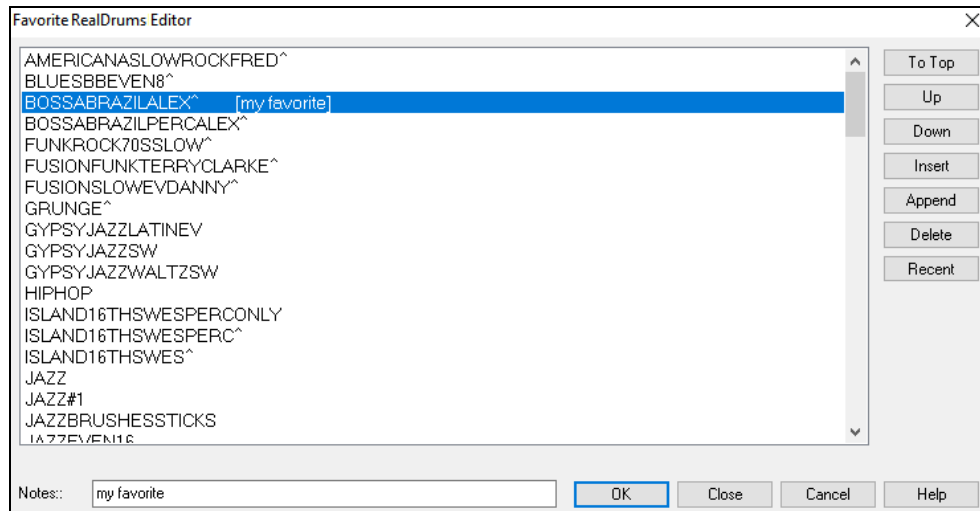 Favorite RealDrums Editor
AMERICANASLOWROCKFRED^
BLUESBBEVEN8^
BOSSABRAZILALEX^ [my favorite]
BOSSABRAZILPERCALEX^
FUNKROCK70SSLOW^
FUSIONFUNKTERRYCLARKE^
FUSIONSLOWEVDANNY^
GRUNGE^
GYPSYJAZZLATINEV
GYPSYJAZZSW
GYPSYJAZZWALTZSW
HIPHOP
ISLAND16THSWESPERCONLY
ISLAND16THSWESPERC^
ISLAND16THSWES^
JAZZ
JAZZ#1
JAZZBRUSHESSTICKS
JAZZEVEN16
To Top
Up
Down
Insert
Append
Delete
Recent
Notes:: my favorite OK Close Cancel Help